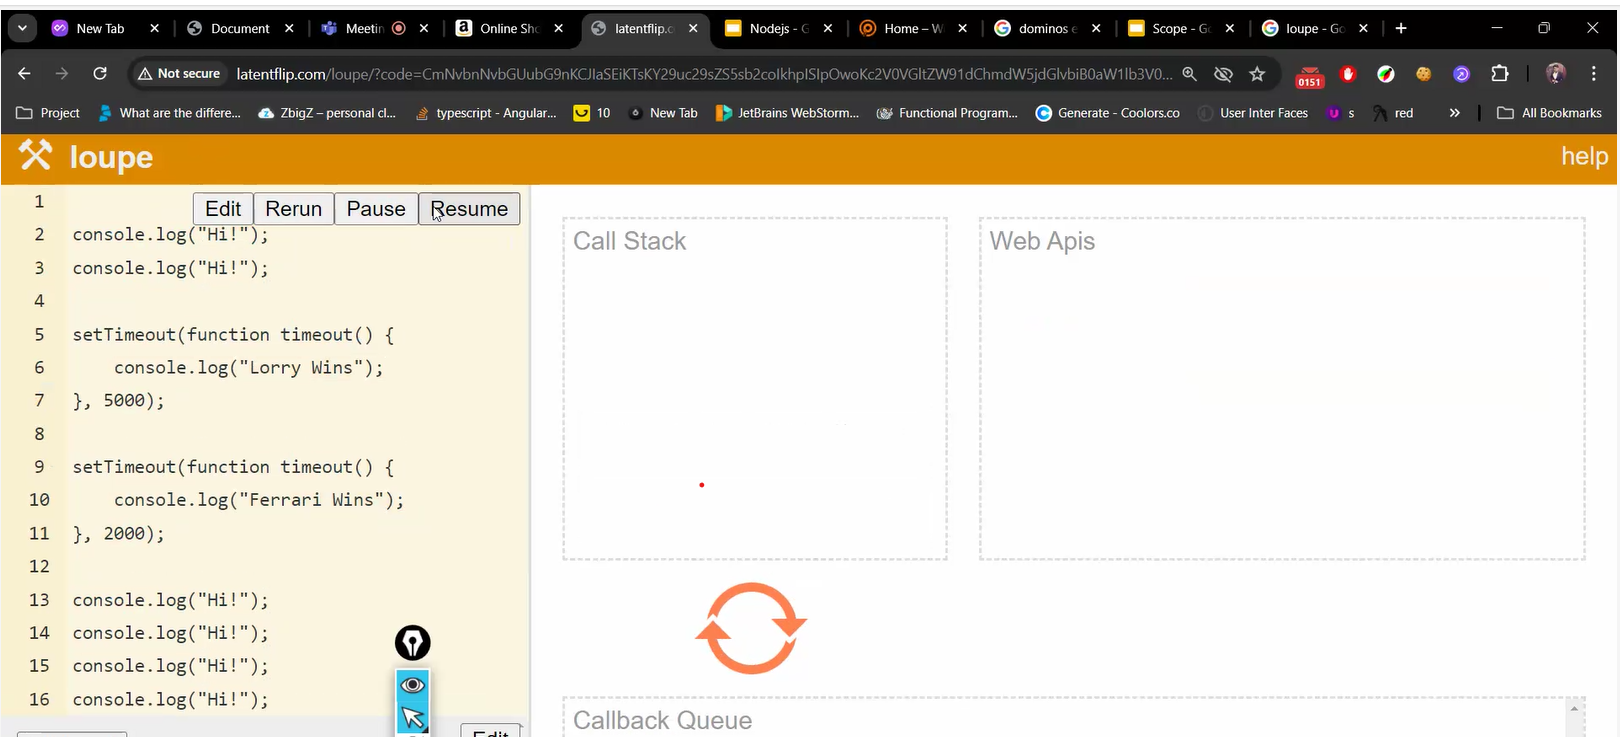 New Tab
Document
Meetin
Online Sho
latentflip.c
Nodejs - G
Home – W
dominos e
Scope - Go
loupe - Go
Not secure
latentflip.com/loupe/?code=
0151
Project
What are the differe...
ZbigZ – personal cl...
typescript - Angular...
10
New Tab
JetBrains WebStorm...
Functional Program...
Generate - Coolors.co
User Inter Faces
s
red
All Bookmarks
loupe
help
Edit Rerun Pause Resume
1
2 console.log("Hi!");
3 console.log("Hi!");
4
5 setTimeout(function timeout() {
6 console.log("Lorry Wins");
7 }, 5000);
8
9 setTimeout(function timeout() {
10 console.log("Ferrari Wins");
11 }, 2000);
12
13 console.log("Hi!");
14 console.log("Hi!");
15 console.log("Hi!");
16 console.log("Hi!");
Edit
Call Stack
Web Apis
Callback Queue